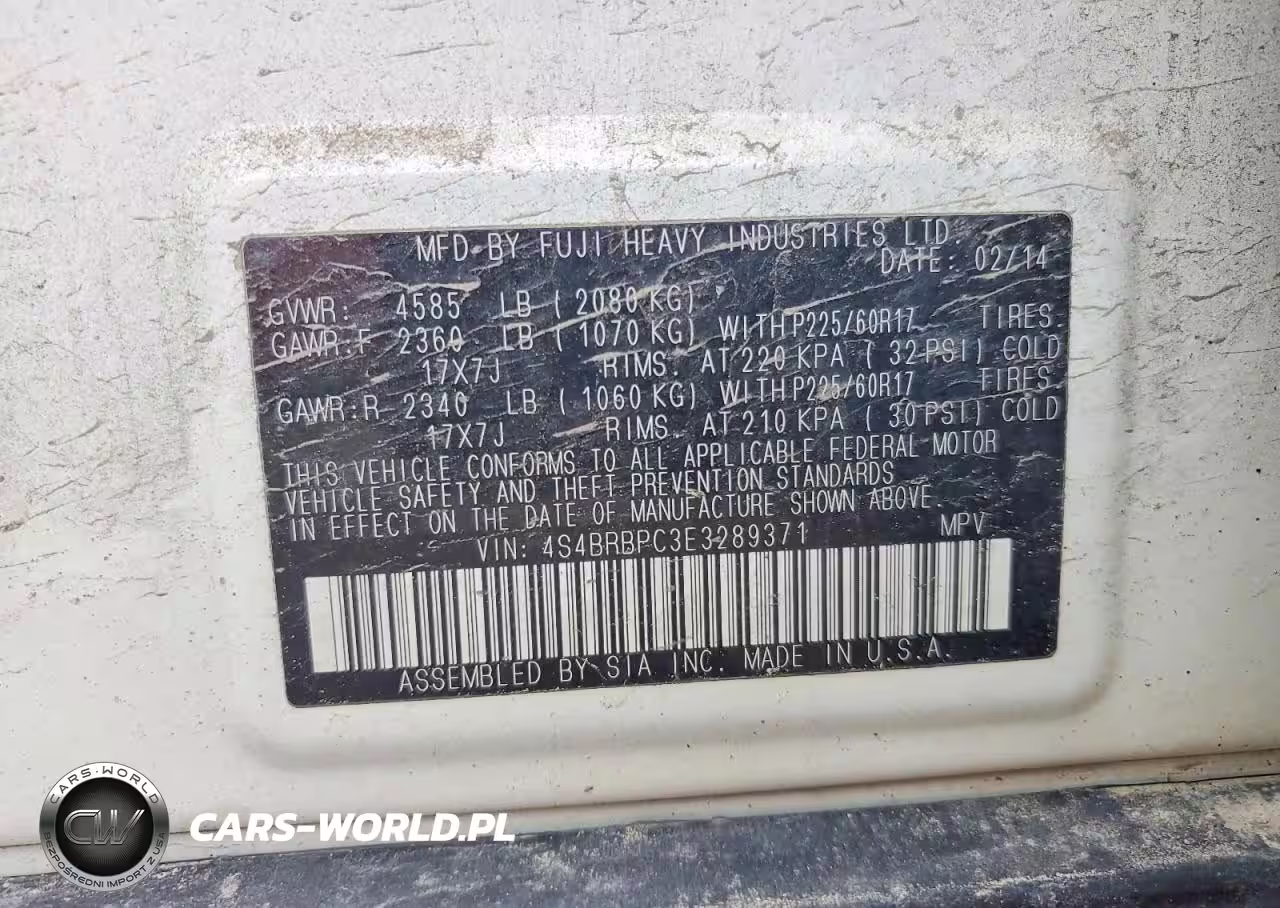 MFD BY FUJI HEAVY INDUSTRIES LTD.
DATE: 02/14
GVWR: 4585 LB ( 2080 KG)
GAWR:F 2360 LB ( 1070 KG) WITH P225/60R17 TIRES.
17X7J RIMS. AT 220 KPA ( 32 PSI) COLD
GAWR:R 2340 LB ( 1060 KG) WITH P225/60R17 TIRES.
17X7J RIMS. AT 210 KPA ( 30 PSI) COLD
THIS VEHICLE CONFORMS TO ALL APPLICABLE FEDERAL MOTOR
VEHICLE SAFETY AND THEFT PREVENTION STANDARDS
IN EFFECT ON THE DATE OF MANUFACTURE SHOWN ABOVE.
VIN: 4S4BRBPC3E3289371 MPV
ASSEMBLED BY SIA INC. MADE IN U.S.A.
CARS-WORLD
CW
BEZPOŚREDNI IMPORT Z USA
CARS-WORLD.PL